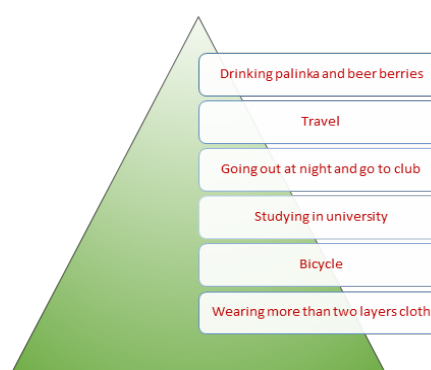 Drinking palinka and beer berries
Travel
Going out at night and go to club
Studying in university
Bicycle
Wearing more than two layers cloth